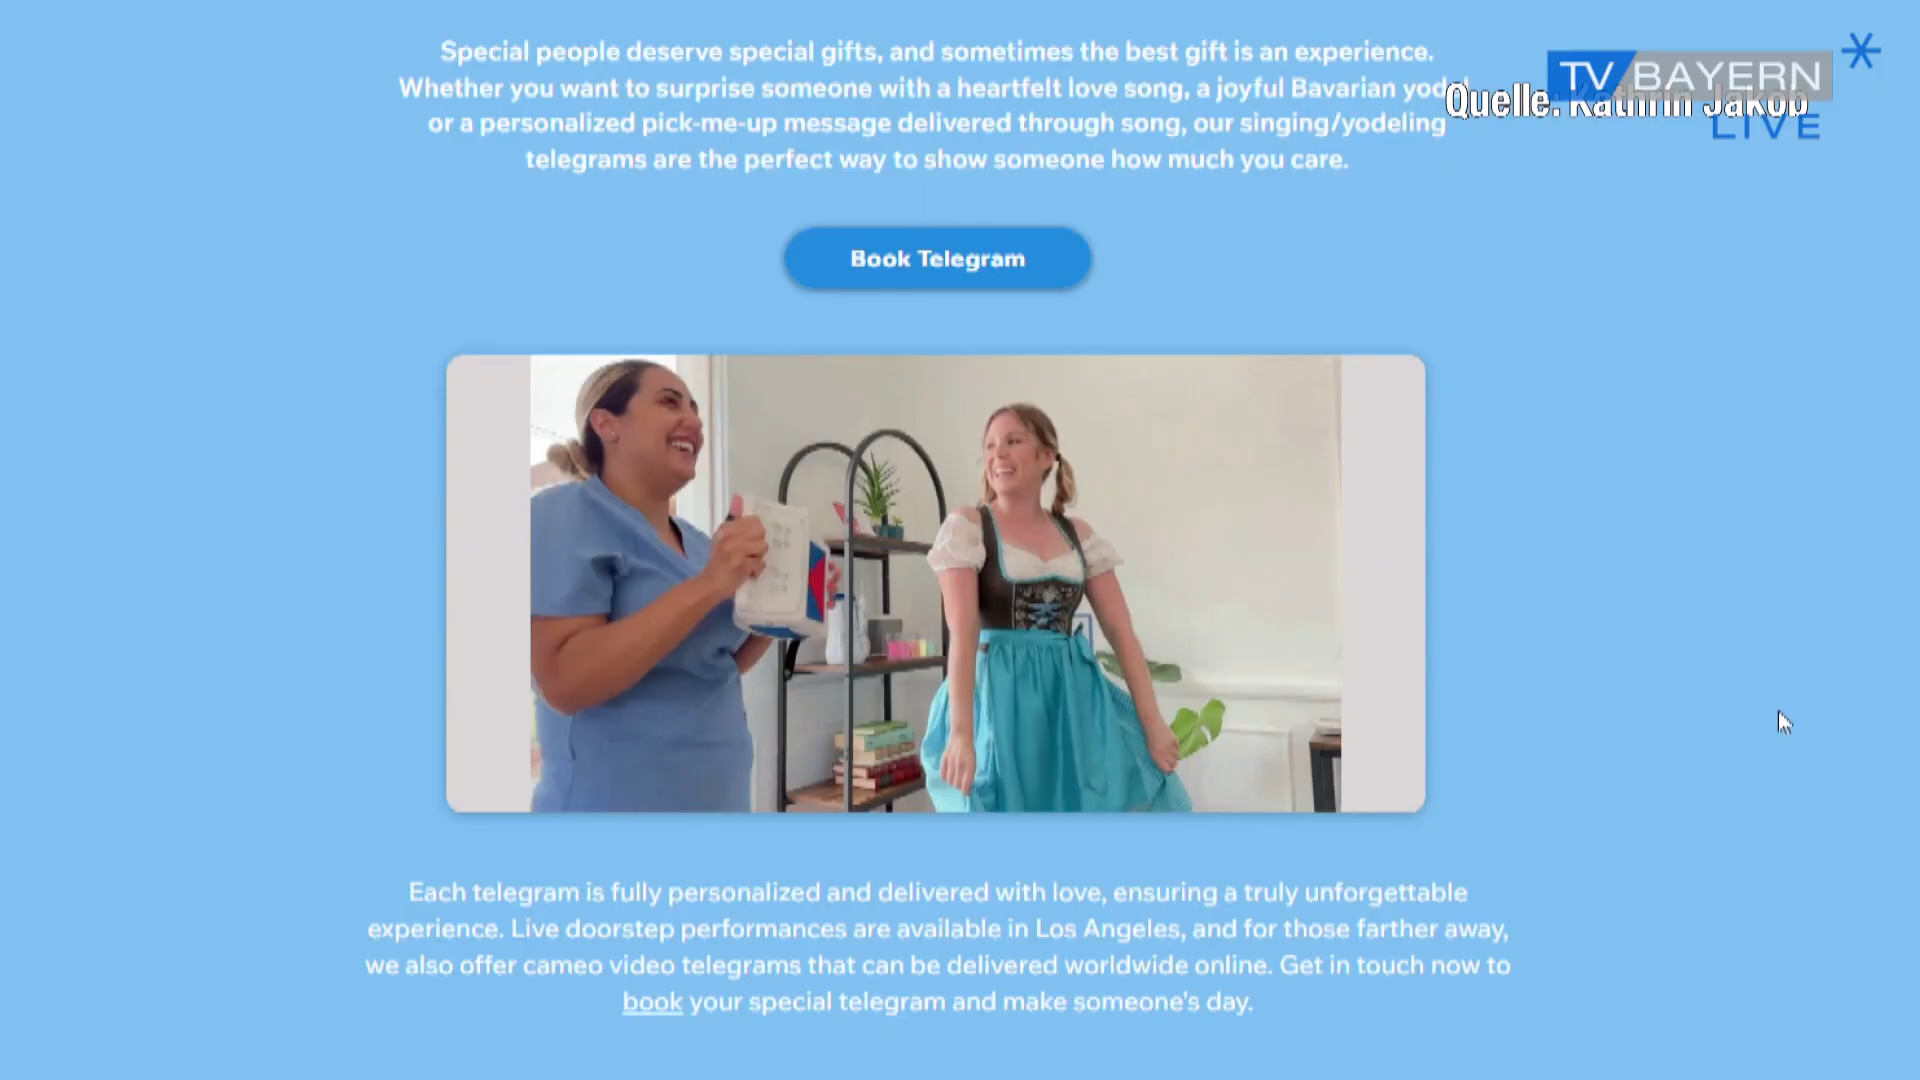 Special people deserve special gifts, and sometimes the best gift is an experience.
Whether you want to surprise someone with a heartfelt love song, a joyful Bavarian
or a personalized pick-me-up message delivered through song, our singing/yodeling
telegrams are the perfect way to show someone how much you care.
TV BAYERN
Quelle: Kathrin Jakob
LIVE
Book Telegram
Each telegram is fully personalized and delivered with love, ensuring a truly unforgettable
experience. Live doorstep performances are available in Los Angeles, and for those farther away,
we also offer cameo video telegrams that can be delivered worldwide online. Get in touch now to
book your special telegram and make someone's day.